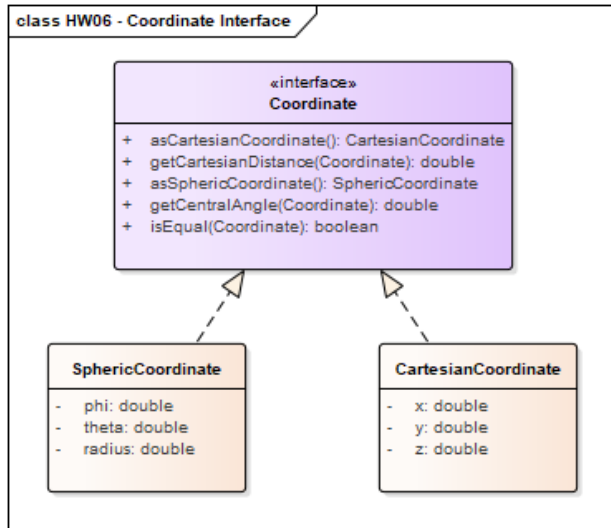 class HW06 - Coordinate Interface
«interface»
Coordinate
+ asCartesianCoordinate(): CartesianCoordinate
+ getCartesianDistance(Coordinate): double
+ asSphericCoordinate(): SphericCoordinate
+ getCentralAngle(Coordinate): double
+ isEqual(Coordinate): boolean
SphericCoordinate
- phi: double
- theta: double
- radius: double
CartesianCoordinate
- x: double
- y: double
- z: double